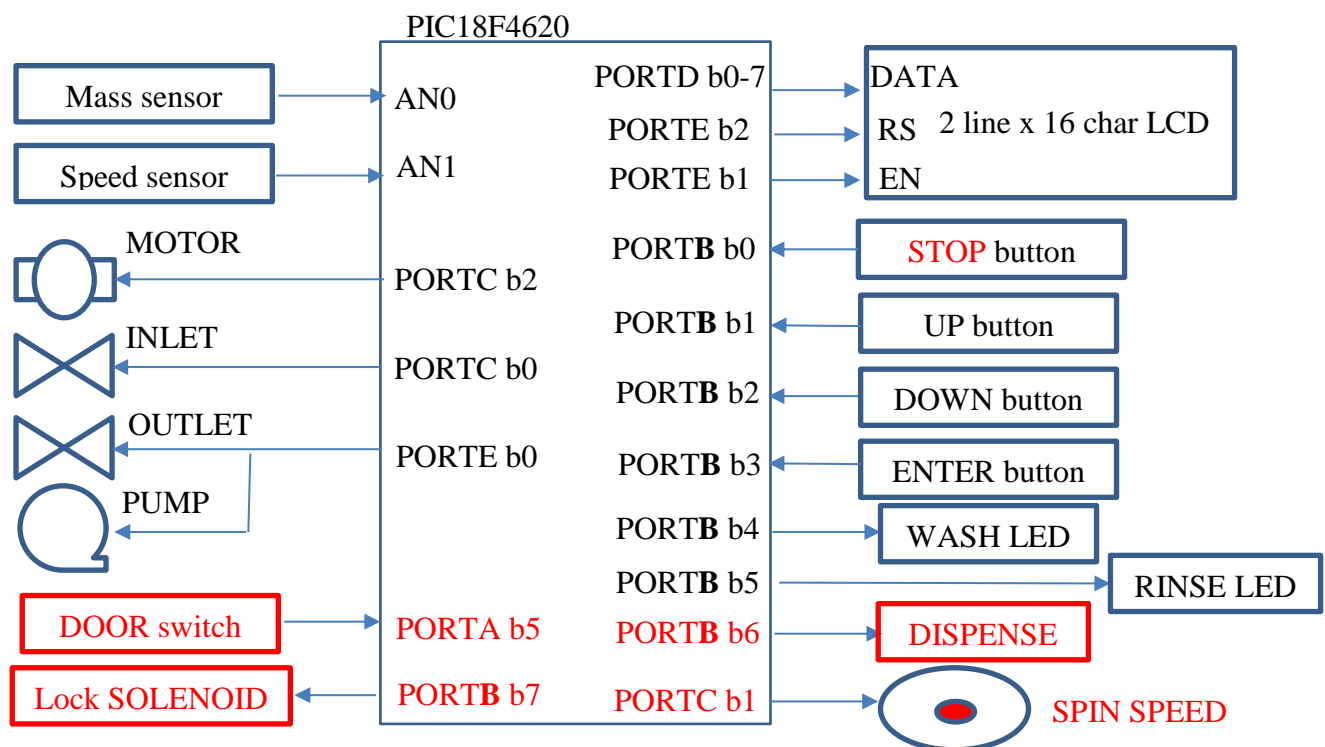 PIC18F4620
Mass sensor
AN0
Speed sensor
AN1
MOTOR
PORTC b2
INLET
PORTC b0
OUTLET
PORTE b0
PUMP
DOOR switch
PORTA b5
Lock SOLENOID
PORTB b7
PORTD b0-7
DATA
PORTE b2
RS
2 line x 16 char LCD
PORTE b1
EN
PORTB b0
STOP button
PORTB b1
UP button
PORTB b2
DOWN button
PORTB b3
ENTER button
PORTB b4
WASH LED
PORTB b5
RINSE LED
PORTB b6
DISPENSE
PORTC b1
SPIN SPEED